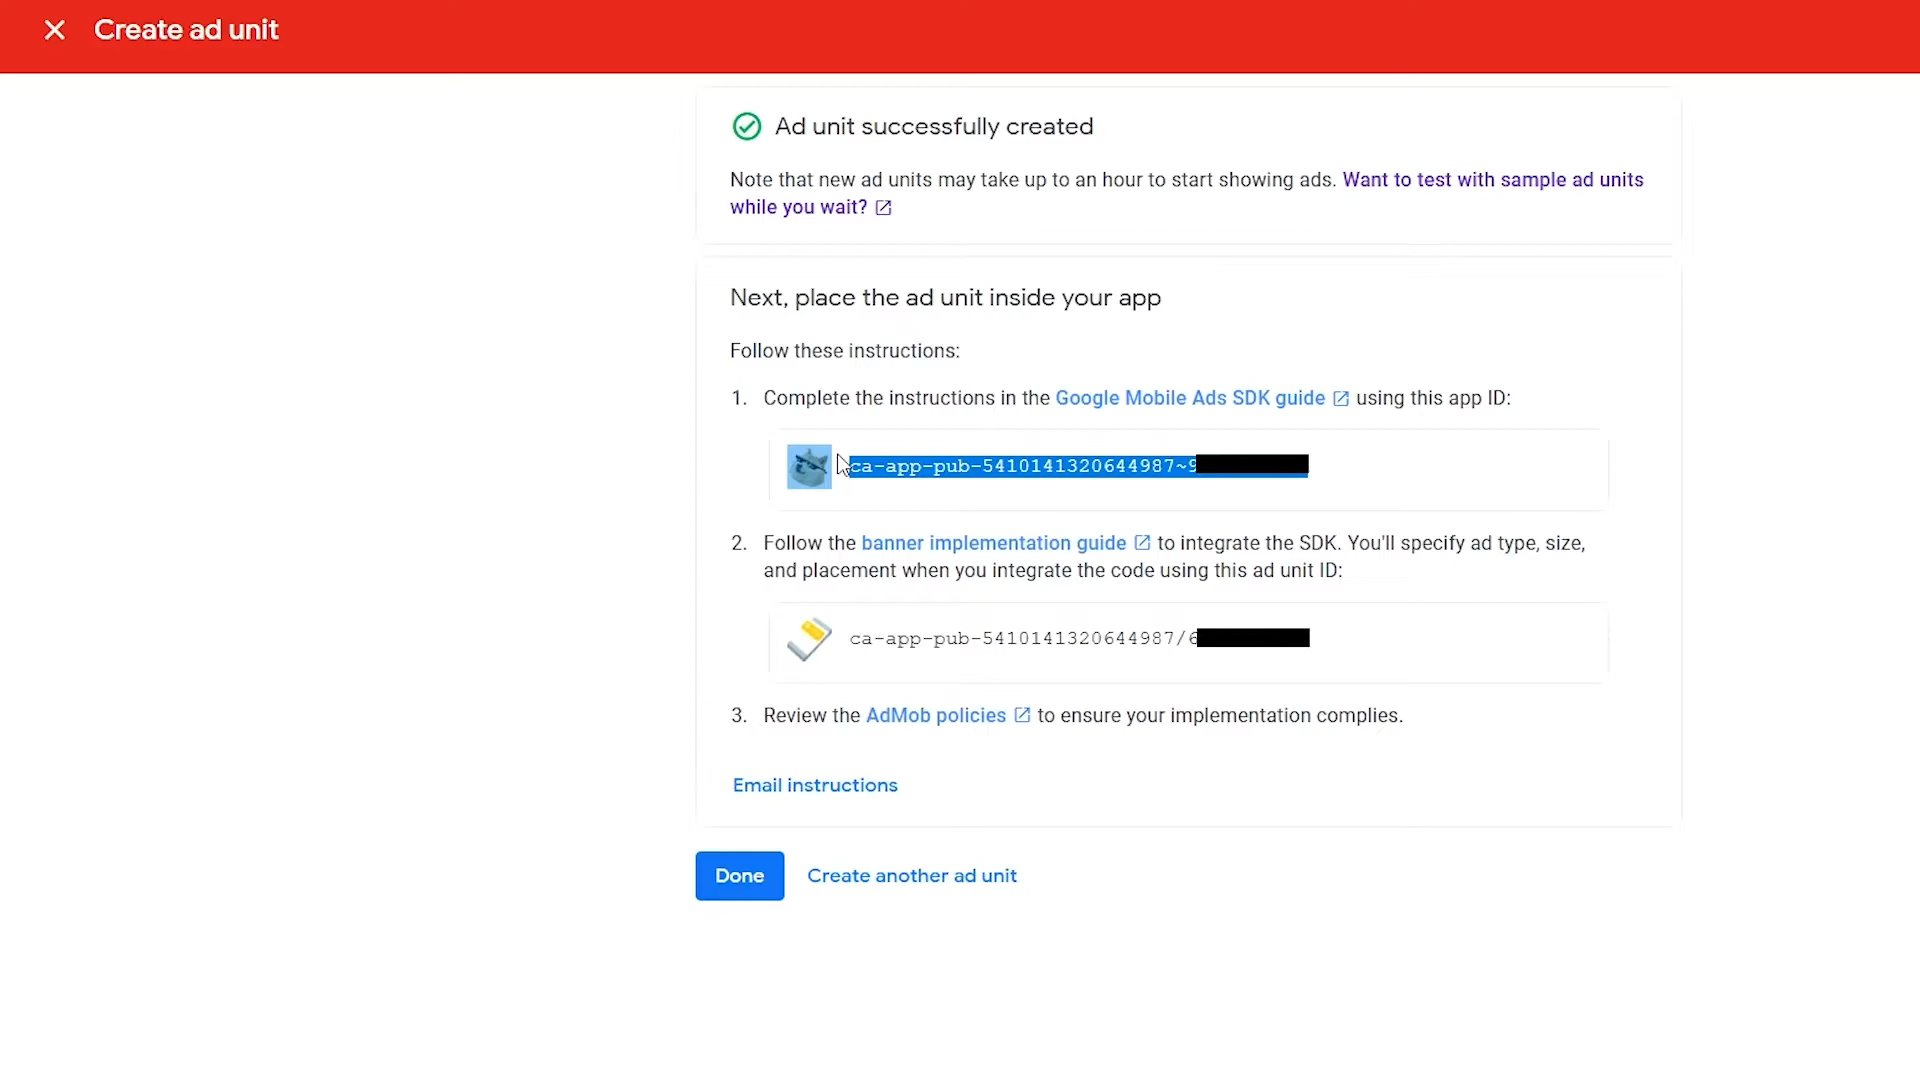 Create ad unit
Ad unit successfully created
Note that new ad units may take up to an hour to start showing ads. Want to test with sample ad units
while you wait?
Next, place the ad unit inside your app
Follow these instructions:
1. Complete the instructions in the Google Mobile Ads SDK guide using this app ID:
ca-app-pub-5410141320644987~9
2. Follow the banner implementation guide to integrate the SDK. You'll specify ad type, size,
and placement when you integrate the code using this ad unit ID:
ca-app-pub-5410141320644987/6
3. Review the AdMob policies to ensure your implementation complies.
Email instructions
Done
Create another ad unit